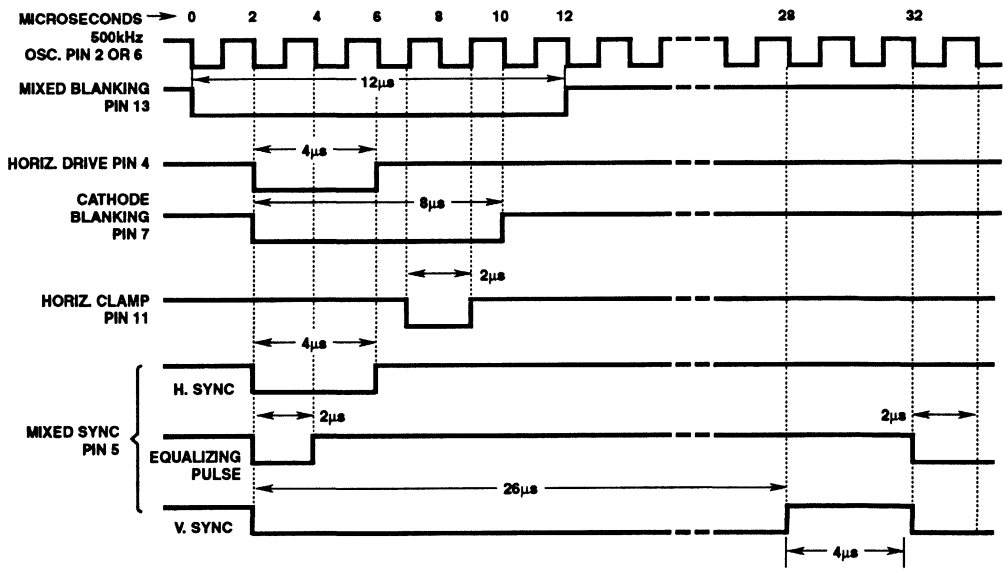 MICROSECONDS 0 2 4 6 8 10 12 28 32
500kHz
OSC. PIN 2 OR 6
12µs
MIXED BLANKING
PIN 13
4µs
HORIZ. DRIVE PIN 4
CATHODE
BLANKING
PIN 7
8µs
2µs
HORIZ. CLAMP
PIN 11
4µs
H. SYNC
2µs 2µs
MIXED SYNC
PIN 5
EQUALIZING
PULSE
26µs
V. SYNC
4µs